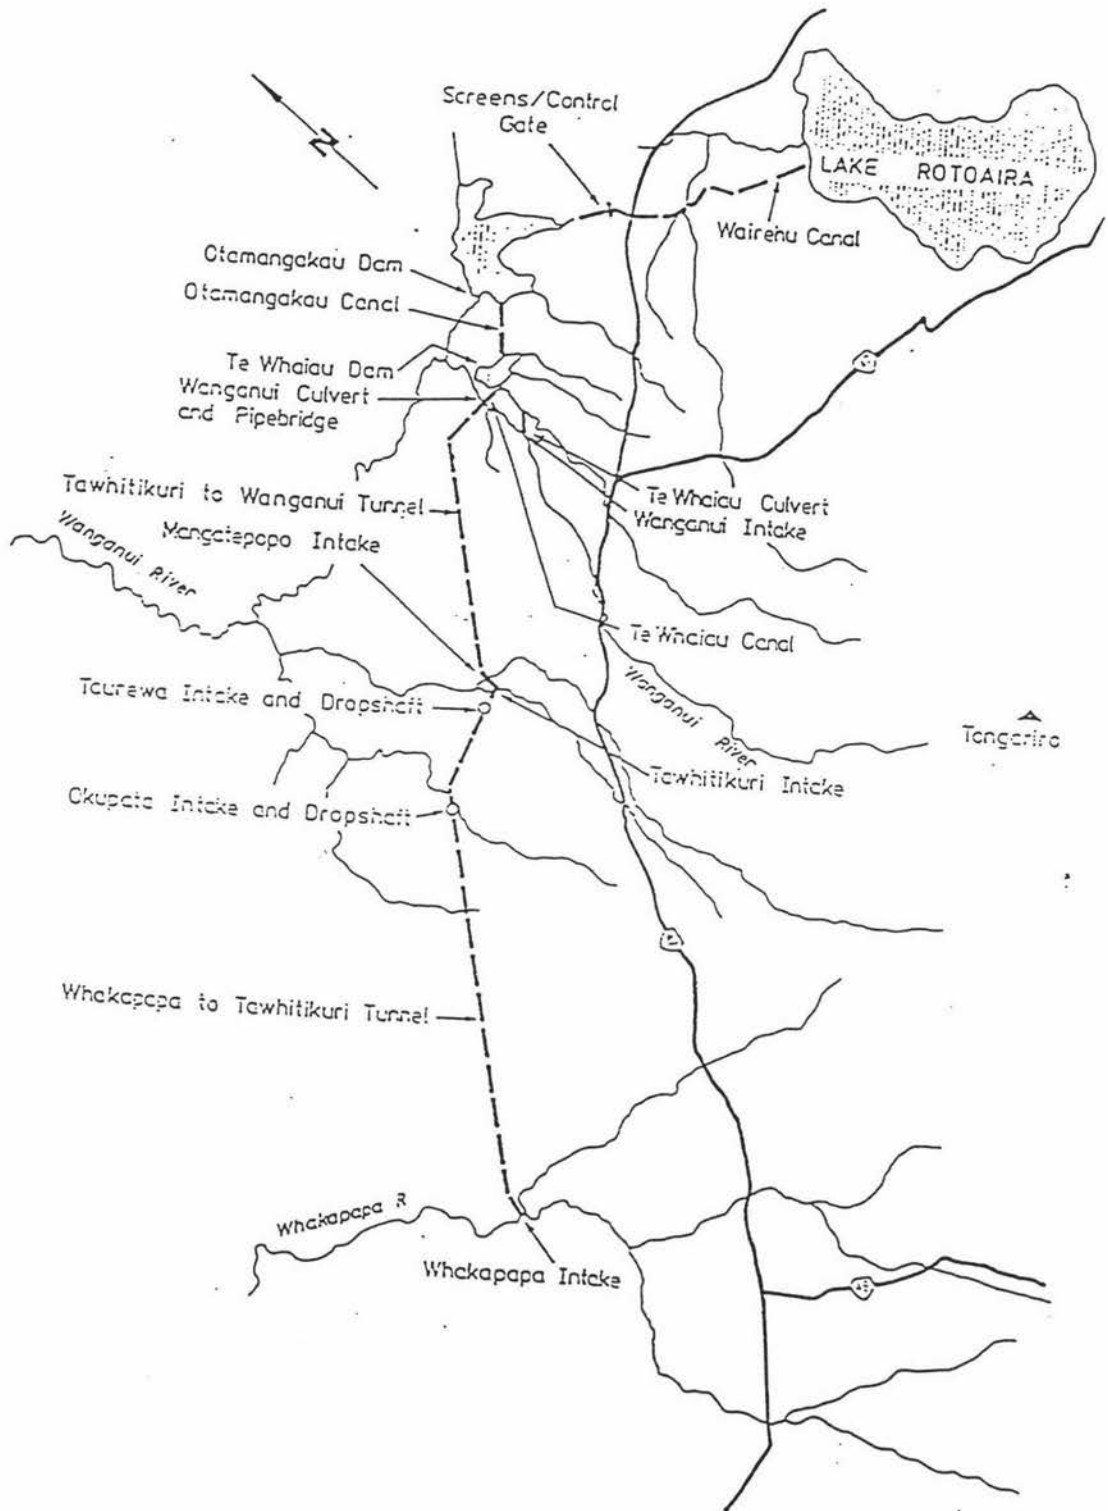 Screens/Control
Gate
N
LAKE ROTOAIRA
Wairehu Canal
Otamangakau Dam
Otamangakau Canal
Te Whaiau Dam
Wanganui Culvert
and Pipebridge
Tawhitikuri to Wanganui Tunnel
Te Whaiau Culvert
Wanganui Intake
Mangatepopo Intake
Wanganui River
Te Whaiau Canal
Taurewa Intake and Dropshaft
Wanganui River
Tongariro
Tawhitikuri Intake
Okupata Intake and Dropshaft
Whakapapa to Tawhitikuri Tunnel
Whakapapa R
Whakapapa Intake
48